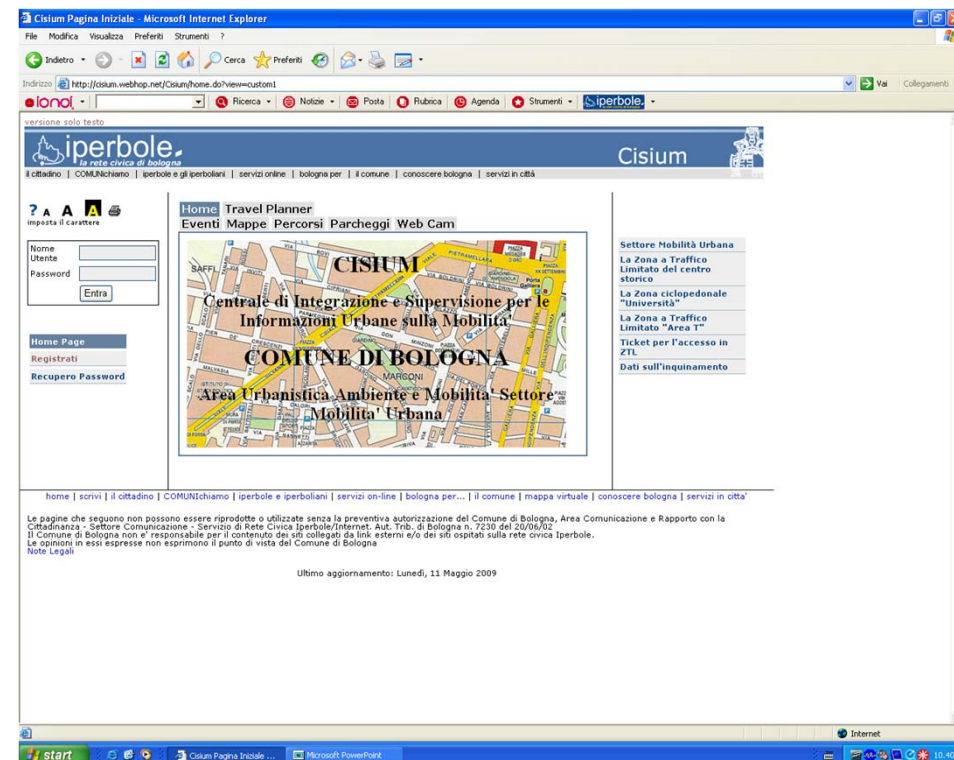 Cisium Pagina Iniziale - Microsoft Internet Explorer
File Modifica Visualizza Preferiti Strumenti ?
Indietro Cerca Preferiti
Indirizzo http://cisium.webhop.net/Cisium/home.do?view=custom1 Vai Collegamenti
Ricerca Notizie Posta Rubrica Agenda Strumenti iperbole
versione solo testo
iperbole
la rete civica di bologna
Cisium
il cittadino | COMUNIchiamo | iperbole e gli iperboliani | servizi online | bologna per | il comune | conoscere bologna | servizi in città
? A A A
imposta il carattere
Nome Utente
Password
Entra
Home Page
Registrati
Recupero Password
Home Travel Planner
Eventi Mappe Percorsi Parcheggi Web Cam
CISIUM
Centrale di Integrazione e Supervisione per le
Informazioni Urbane sulla Mobilita'
COMUNE DI BOLOGNA
Area Urbanistica Ambiente e Mobilita' Settore
Mobilita' Urbana
Settore Mobilità Urbana
La Zona a Traffico
Limitato del centro
storico
La Zona ciclopedonale
"Università"
La Zona a Traffico
Limitato "Area T"
Ticket per l'accesso in
ZTL
Dati sull'inquinamento
home | scrivi | il cittadino | COMUNIchiamo | iperbole e iperboliani | servizi on-line | bologna per... | il comune | mappa virtuale | conoscere bologna | servizi in citta'
Le pagine che seguono non possono essere riprodotte o utilizzate senza la preventiva autorizzazione del Comune di Bologna, Area Comunicazione e Rapporto con la
Cittadinanza - Settore Comunicazione - Servizio di Rete Civica Iperbole/Internet. Aut. Trib. di Bologna n. 7230 del 20/06/02
Il Comune di Bologna non e' responsabile per il contenuto dei siti collegati da link esterni e/o dei siti ospitati sulla rete civica Iperbole.
Le opinioni in essi espresse non esprimono il punto di vista del Comune di Bologna
Note Legali
Ultimo aggiornamento: Lunedì, 11 Maggio 2009
Internet
start Cisium Pagina Iniziale ... Microsoft PowerPoint 10.40